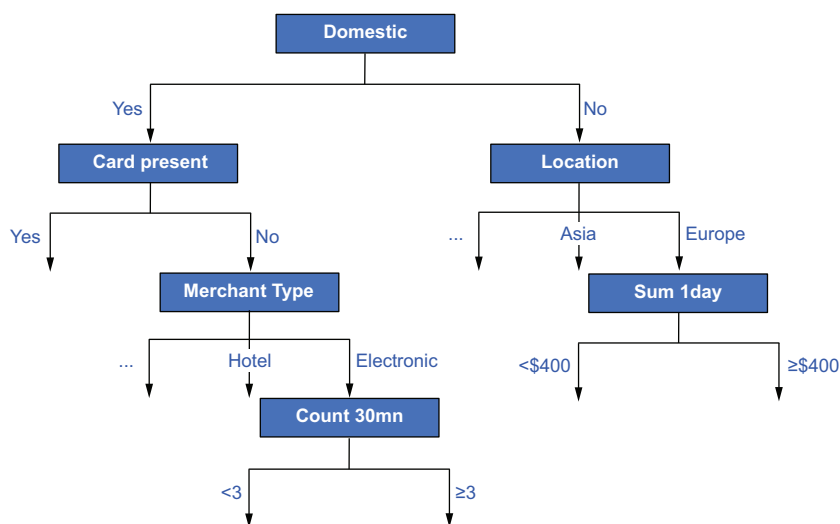 Domestic
Yes
No
Card present
Location
Yes
No
...
Asia
Europe
Merchant Type
Sum 1day
...
Hotel
Electronic
<$400
≥$400
Count 30mn
<3
≥3